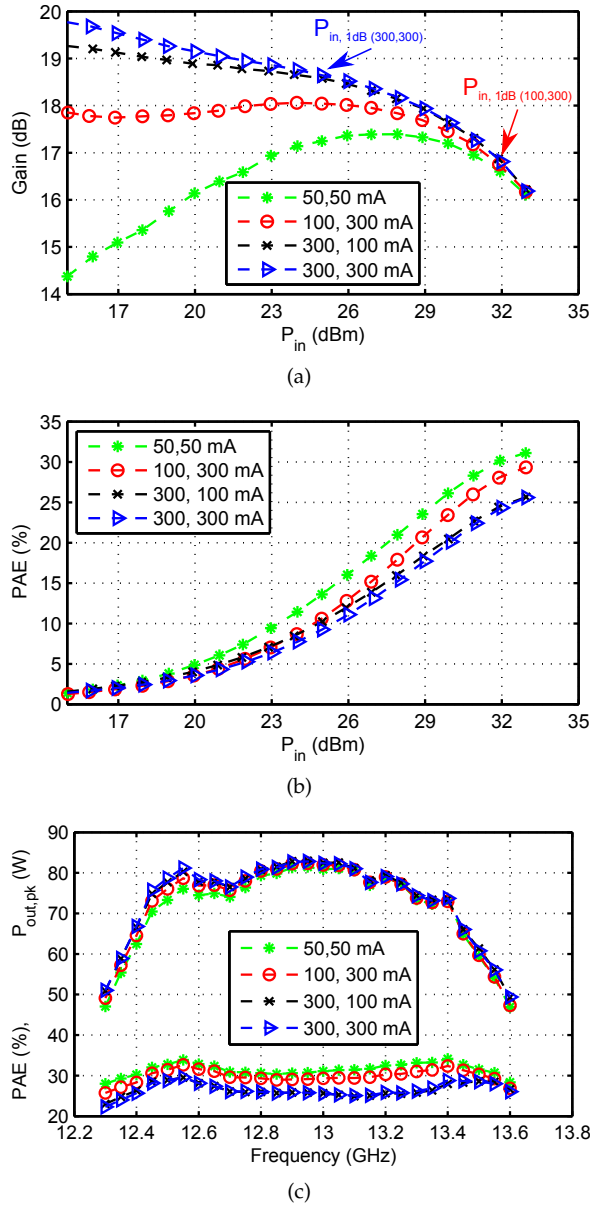 20
19
18
17
16
15
14
Gain (dB)
P_in, 1dB (300,300)
P_in, 1dB (100,300)
50,50 mA
100, 300 mA
300, 100 mA
300, 300 mA
17 20 23 26 29 32 35
P_in (dBm)
(a)
35
30
25
20
15
10
5
0
PAE (%)
50,50 mA
100, 300 mA
300, 100 mA
300, 300 mA
17 20 23 26 29 32 35
P_in (dBm)
(b)
90
80
70
60
50
40
30
20
PAE (%), P_out,pk (W)
50,50 mA
100, 300 mA
300, 100 mA
300, 300 mA
12.2 12.4 12.6 12.8 13 13.2 13.4 13.6 13.8
Frequency (GHz)
(c)